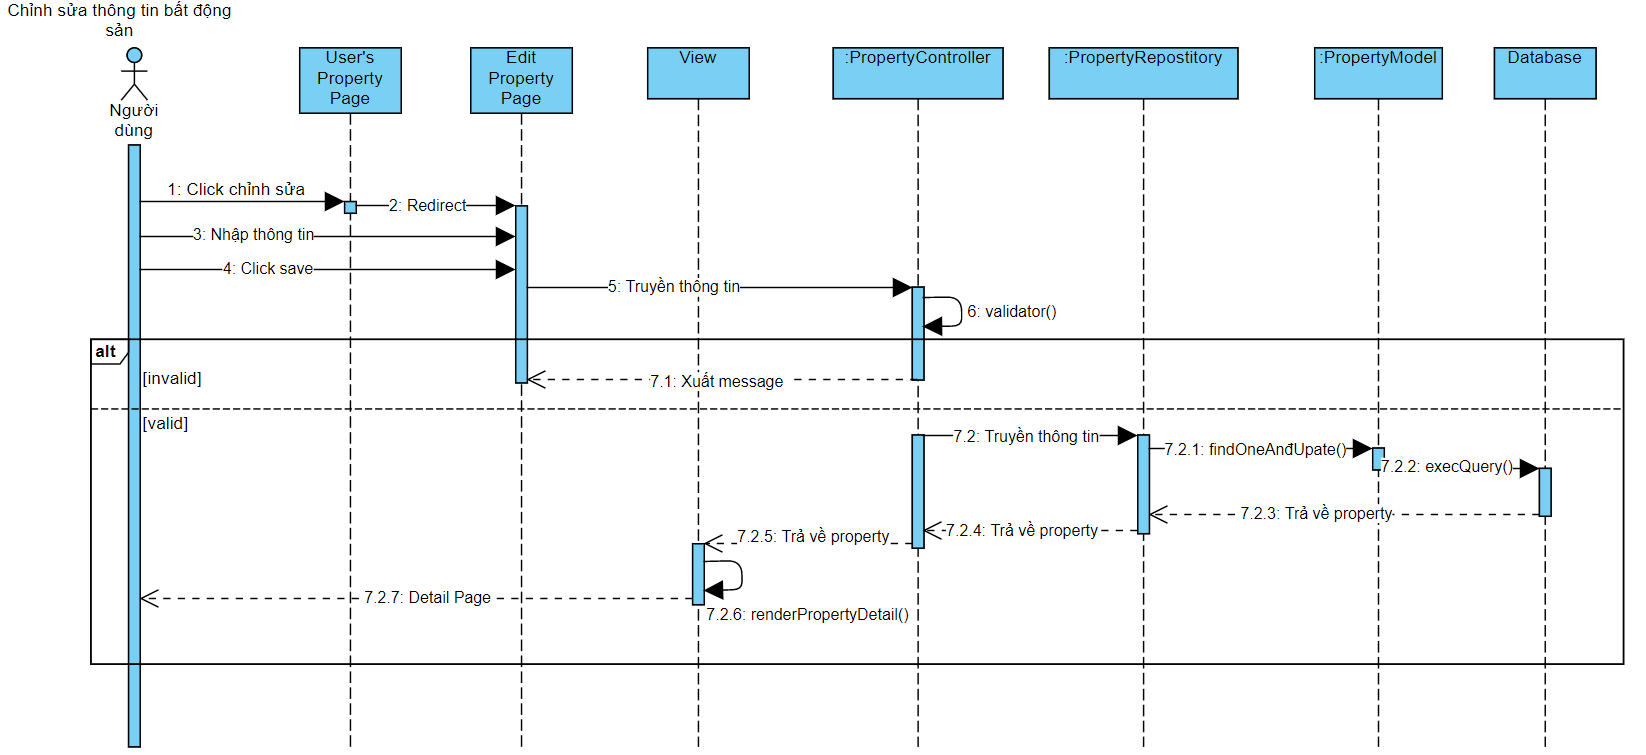 Chỉnh sửa thông tin bất động
sản
Người
dùng
User's
Property
Page
Edit
Property
Page
View
:PropertyController
:PropertyRepostitory
:PropertyModel
Database
1: Click chỉnh sửa
2: Redirect
3: Nhập thông tin
4: Click save
5: Truyền thông tin
6: validator()
alt
[invalid]
7.1: Xuất message
[valid]
7.2: Truyền thông tin
7.2.1: findOneAnđUpate()
7.2.2: execQuery()
7.2.3: Trả về property
7.2.4: Trả về property
7.2.5: Trả về property
7.2.6: renderPropertyDetail()
7.2.7: Detail Page